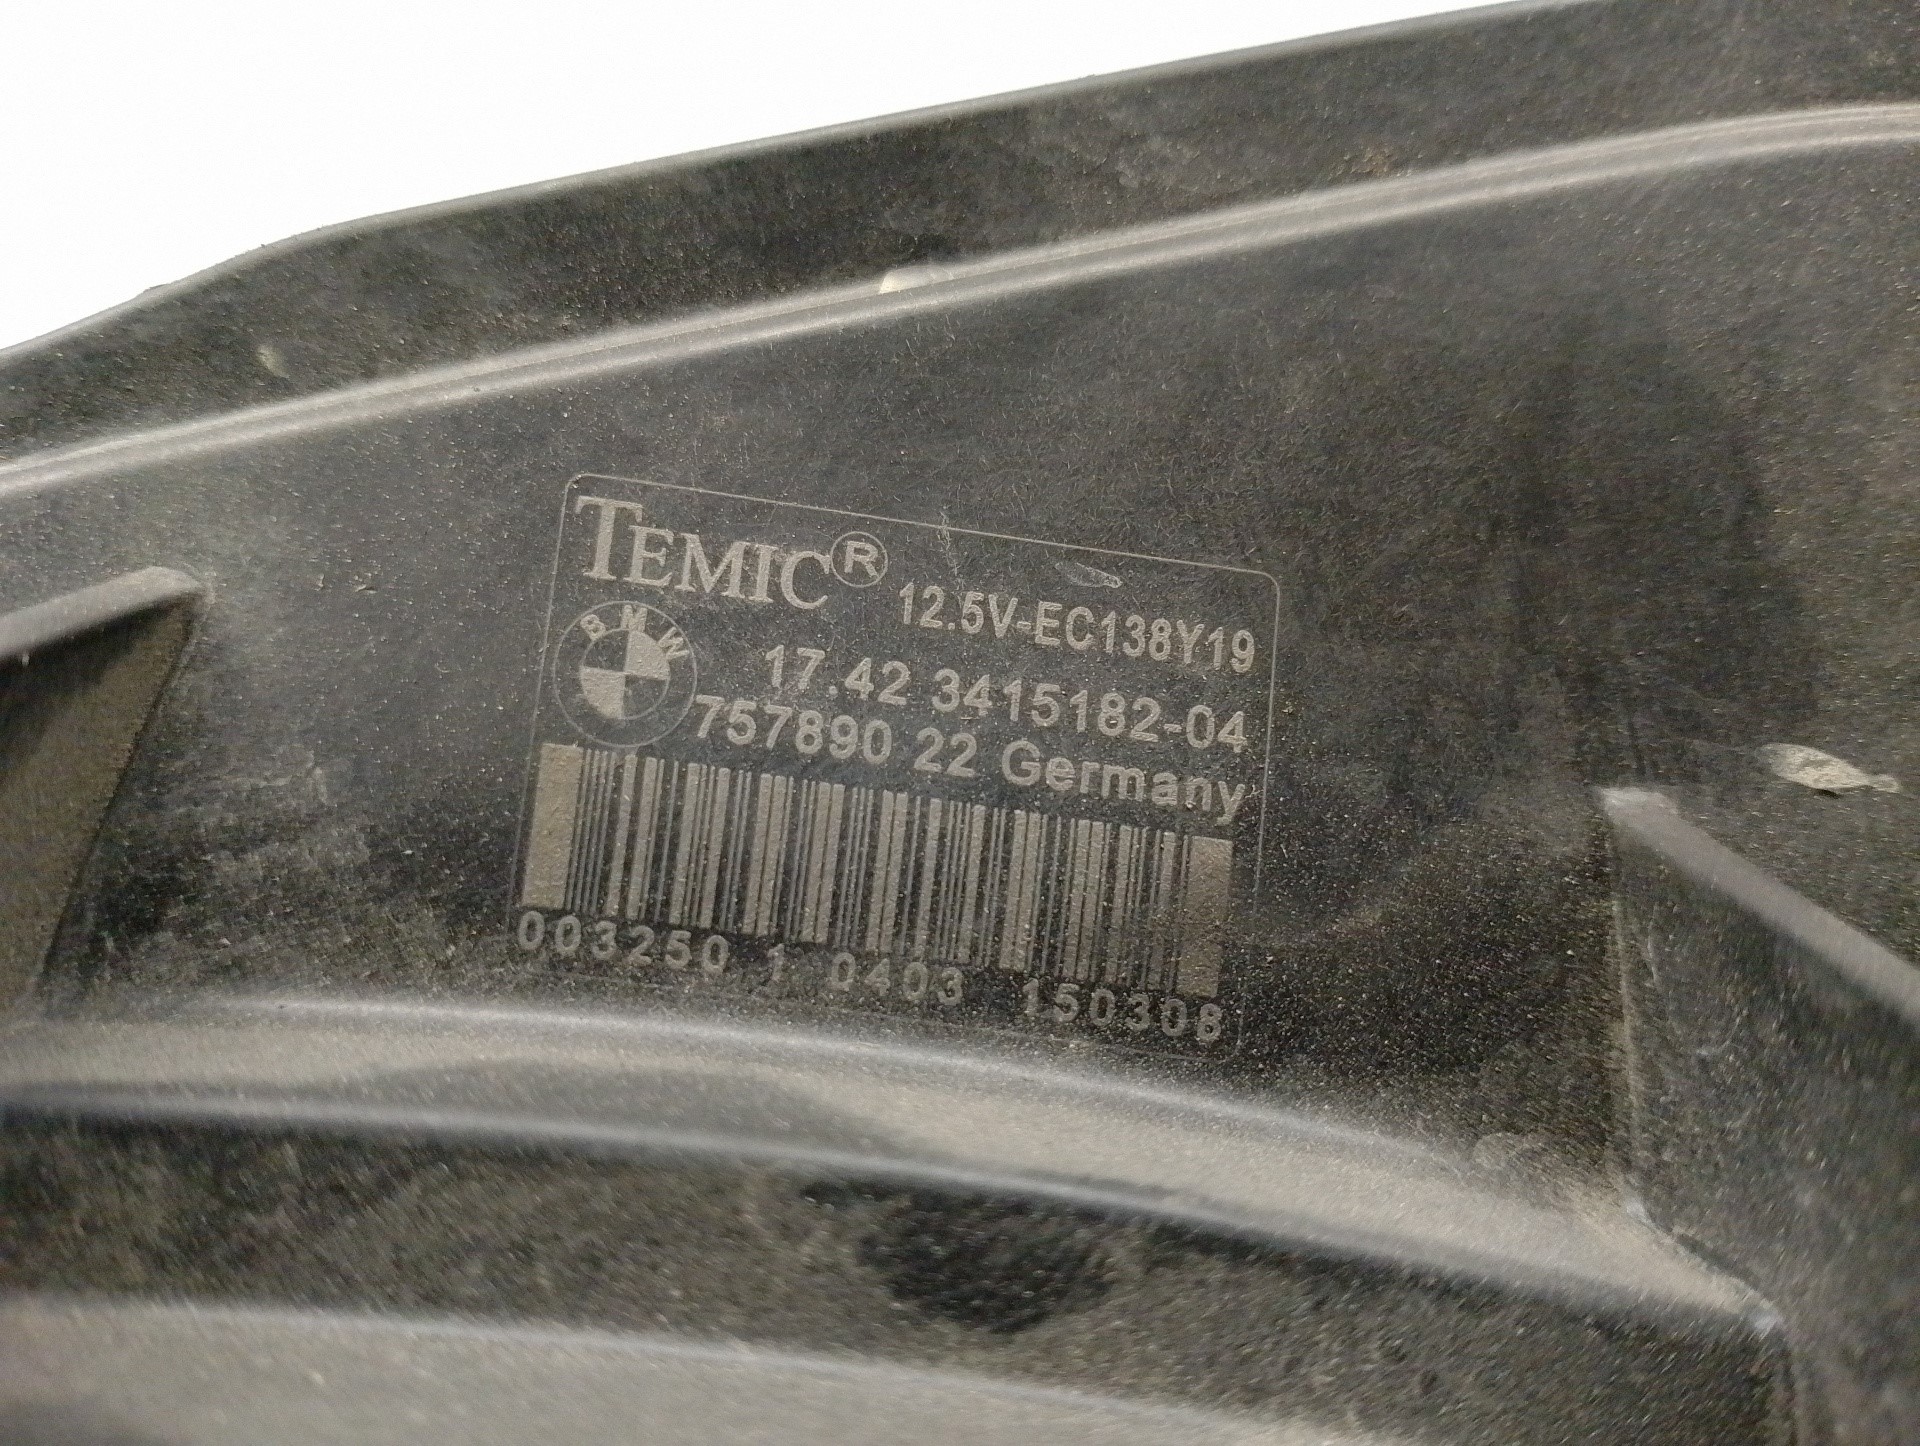 TEMIC® 12.5V-EC138Y19
BMW 17.42 3415182-04
757890 22 Germany
003250 1 0403 150308